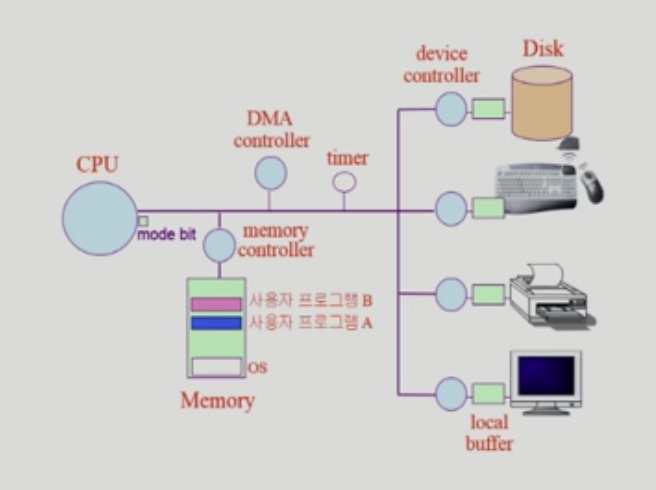 device
controller
Disk
DMA
controller
timer
CPU
mode bit
memory
controller
사용자 프로그램 B
사용자 프로그램 A
OS
Memory
local
buffer